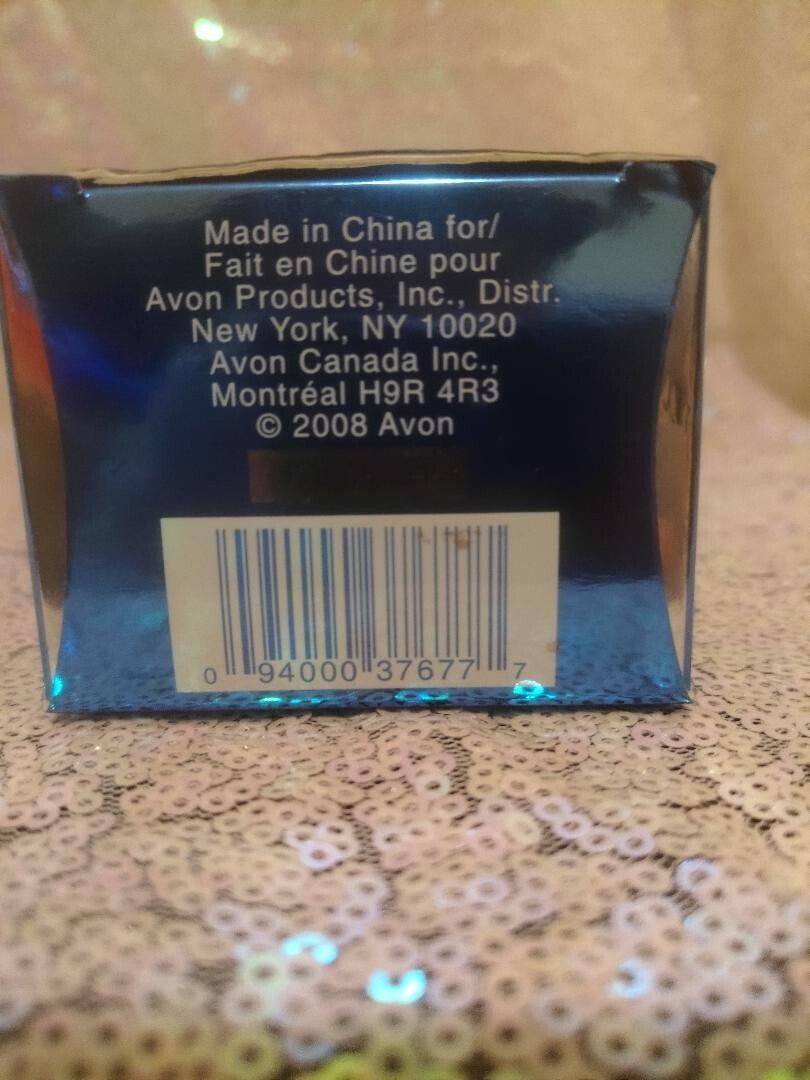 Made in China for/
Fait en Chine pour
Avon Products, Inc., Distr.
New York, NY 10020
Avon Canada Inc.,
Montréal H9R 4R3
© 2008 Avon
0 94000 37677 7